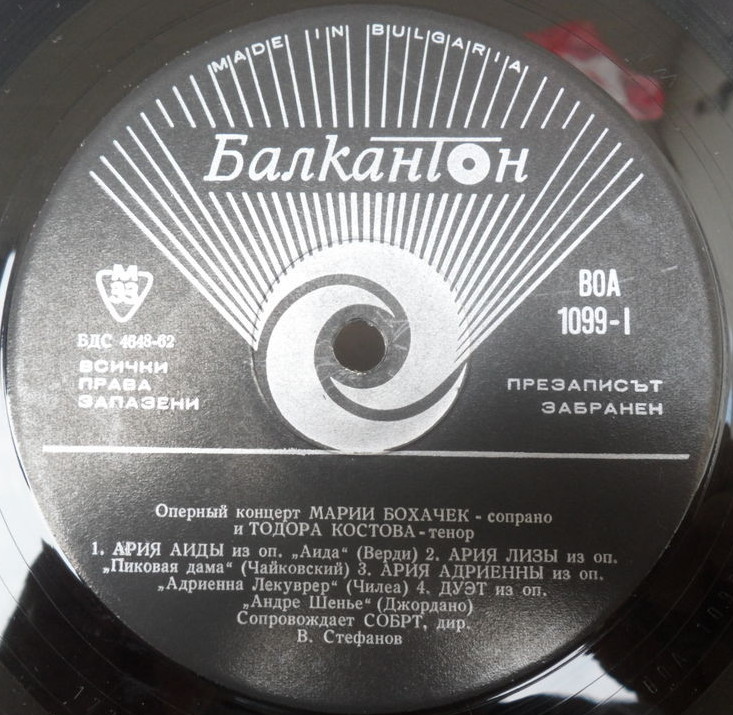 MADE IN BULGARIA
Балкантон
М
33
БДС 4648-62
ВСИЧКИ
ПРАВА
ЗАПАЗЕНИ
ВОА
1099-I
ПРЕЗАПИСЪТ
ЗАБРАНЕН
Оперный концерт МАРИИ БОХАЧЕК - сопрано
и ТОДОРА КОСТОВА - тенор
1. АРИЯ АИДЫ из оп. „Аида“ (Верди) 2. АРИЯ ЛИЗЫ из оп.
„Пиковая дама“ (Чайковский) 3. АРИЯ АДРИЕННЫ из оп.
„Адриенна Лекуврер“ (Чилеа) 4. ДУЭТ из оп.
„Андре Шенье“ (Джордано)
Сопровождает СОБРТ, дир.
В. Стефанов